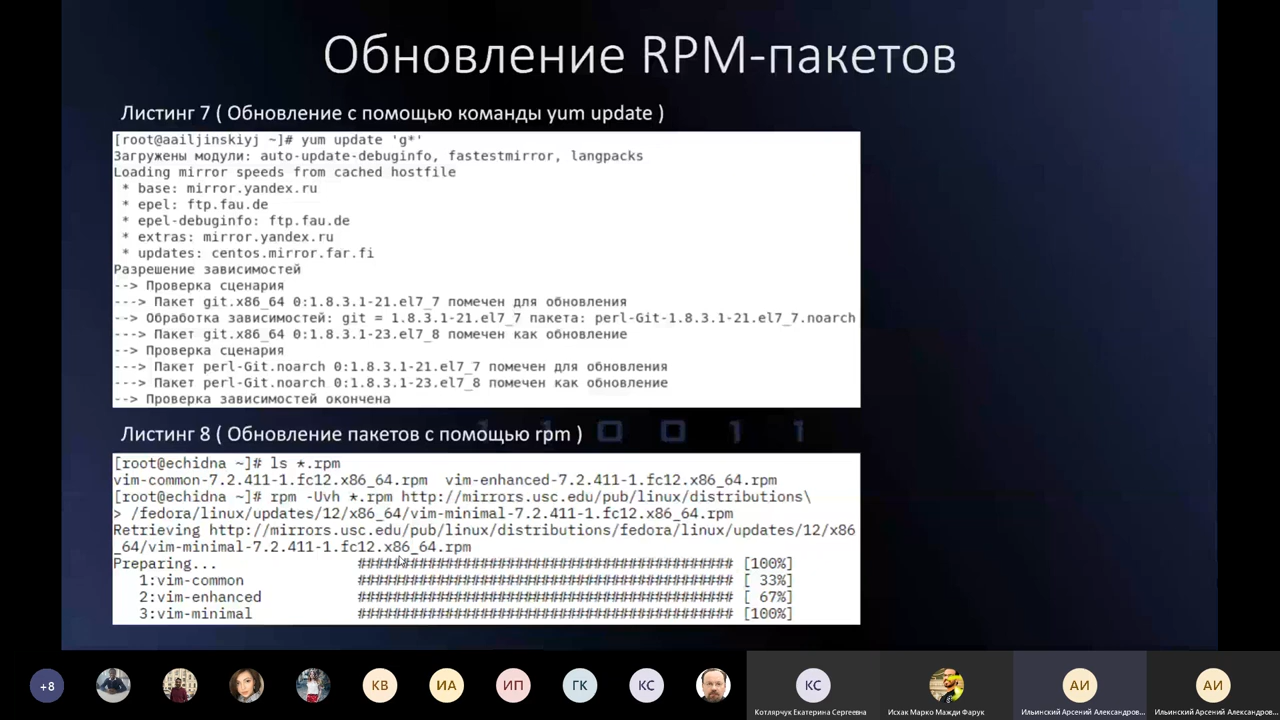 Обновление RPM-пакетов
Листинг 7 ( Обновление с помощью команды yum update )
[root@aailjinskiyj ~]# yum update 'g*'
Загружены модули: auto-update-debuginfo, fastestmirror, langpacks
Loading mirror speeds from cached hostfile
* base: mirror.yandex.ru
* epel: ftp.fau.de
* epel-debuginfo: ftp.fau.de
* extras: mirror.yandex.ru
* updates: centos.mirror.far.fi
Разрешение зависимостей
--> Проверка сценария
---> Пакет git.x86_64 0:1.8.3.1-21.el7_7 помечен для обновления
--> Обработка зависимостей: git = 1.8.3.1-21.el7_7 пакета: perl-Git-1.8.3.1-21.el7_7.noarch
---> Пакет git.x86_64 0:1.8.3.1-23.el7_8 помечен как обновление
--> Проверка сценария
---> Пакет perl-Git.noarch 0:1.8.3.1-21.el7_7 помечен для обновления
---> Пакет perl-Git.noarch 0:1.8.3.1-23.el7_8 помечен как обновление
--> Проверка зависимостей окончена
Листинг 8 ( Обновление пакетов с помощью rpm )
1 1 0 0 1 1
[root@echidna ~]# ls *.rpm
vim-common-7.2.411-1.fc12.x86_64.rpm vim-enhanced-7.2.411-1.fc12.x86_64.rpm
[root@echidna ~]# rpm -Uvh *.rpm http://mirrors.usc.edu/pub/linux/distributions\
> /fedora/linux/updates/12/x86_64/vim-minimal-7.2.411-1.fc12.x86_64.rpm
Retrieving http://mirrors.usc.edu/pub/linux/distributions/fedora/linux/updates/12/x86
_64/vim-minimal-7.2.411-1.fc12.x86_64.rpm
Preparing... ########################################### [100%]
1:vim-common ########################################### [ 33%]
2:vim-enhanced ########################################### [ 67%]
3:vim-minimal ########################################### [100%]
+8 КВ ИА ИП ГК КС КС АИ АИ
Котлярчук Екатерина Сергеевна Исхак Марко Мажди Фарук Ильинский Арсений Александров... Ильинский Арсений Александров...